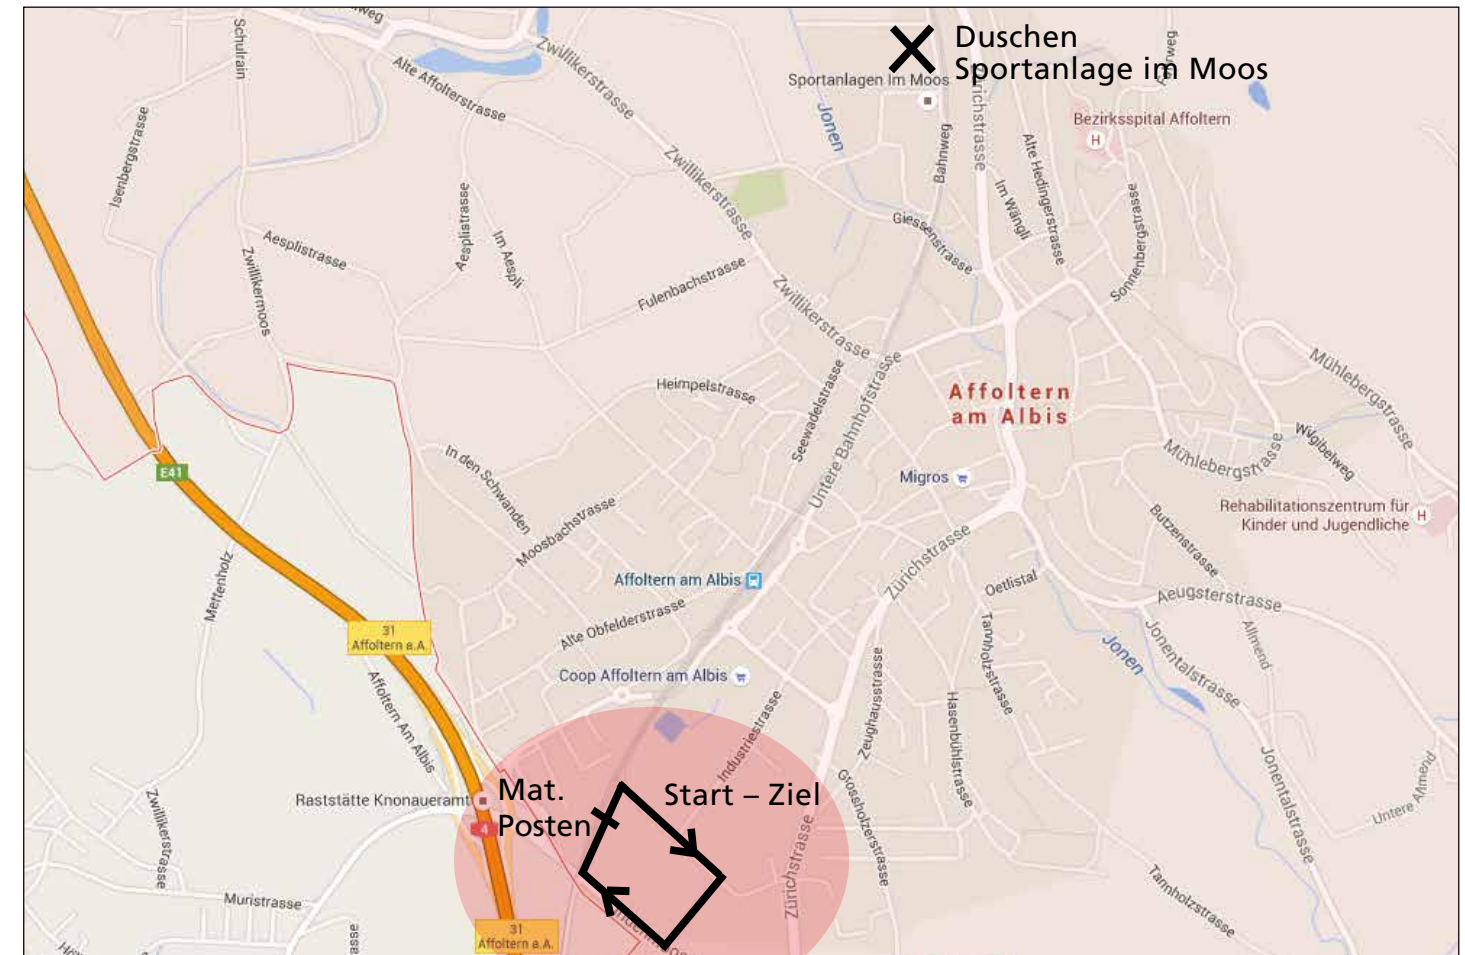 Duschen
Sportanlage im Moos
Schulrain
Alte Affolterstrasse
Zwillikerstrasse
Sportanlagen Im Moos
Jonen
Bahnweg
Zürichstrasse
Bezirksspital Affoltern
H
Isenbergstrasse
Aesplistrasse
Aesplistrasse
Im Aespli
Zwillikermoos
Zwillikerstrasse
Giessenstrasse
Im Wängli
Alte Hedingerstrasse
Sonnenbergstrasse
Fulenbachstrasse
Zwillikerstrasse
Heimpelstrasse
Seewadelstrasse
Untere Bahnhofstrasse
Affoltern
am Albis
Mühlebergstrasse
Mühlebergstrasse
Wigibelweg
E41
In den Schwanden
Moosbachstrasse
Migros
Rehabilitationszentrum für
Kinder und Jugendliche
H
Butzenstrasse
Zürichstrasse
Oetlistal
Aeugsterstrasse
Mettenholz
Affoltern am Albis
Alte Obfelderstrasse
31
Affoltern a.A.
Tannholzstrasse
Jonen
Jonentalstrasse
Allmend
Coop Affoltern am Albis
Affoltern Am Albis
Industriestrasse
Zeughausstrasse
Hasenbühlstrasse
Jonentalstrasse
Untere Allmend
Raststätte Knonaueramt
4
Mat.
Posten
Start – Ziel
Zürichstrasse
Grossholzerstrasse
Zwillikerstrasse
Muristrasse
Tannholzstrasse
31
Affoltern a.A.